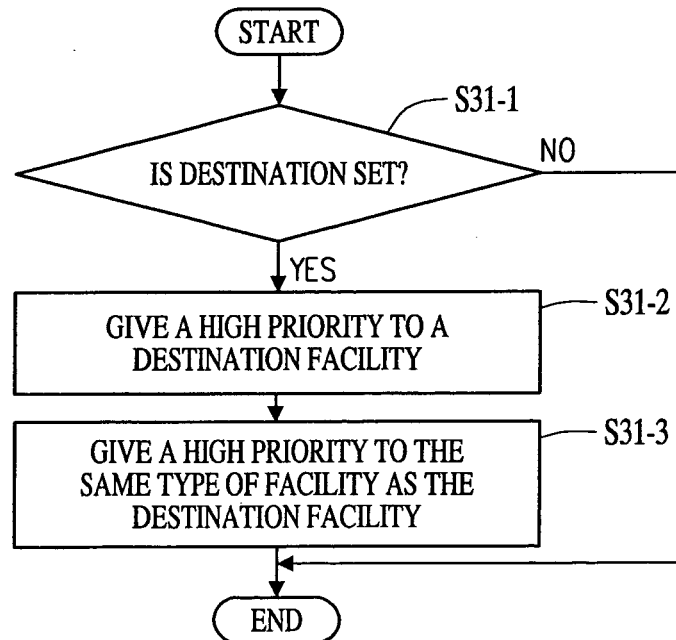 START
S31-1
IS DESTINATION SET?
NO
YES
S31-2
GIVE A HIGH PRIORITY TO A
DESTINATION FACILITY
S31-3
GIVE A HIGH PRIORITY TO THE
SAME TYPE OF FACILITY AS THE
DESTINATION FACILITY
END